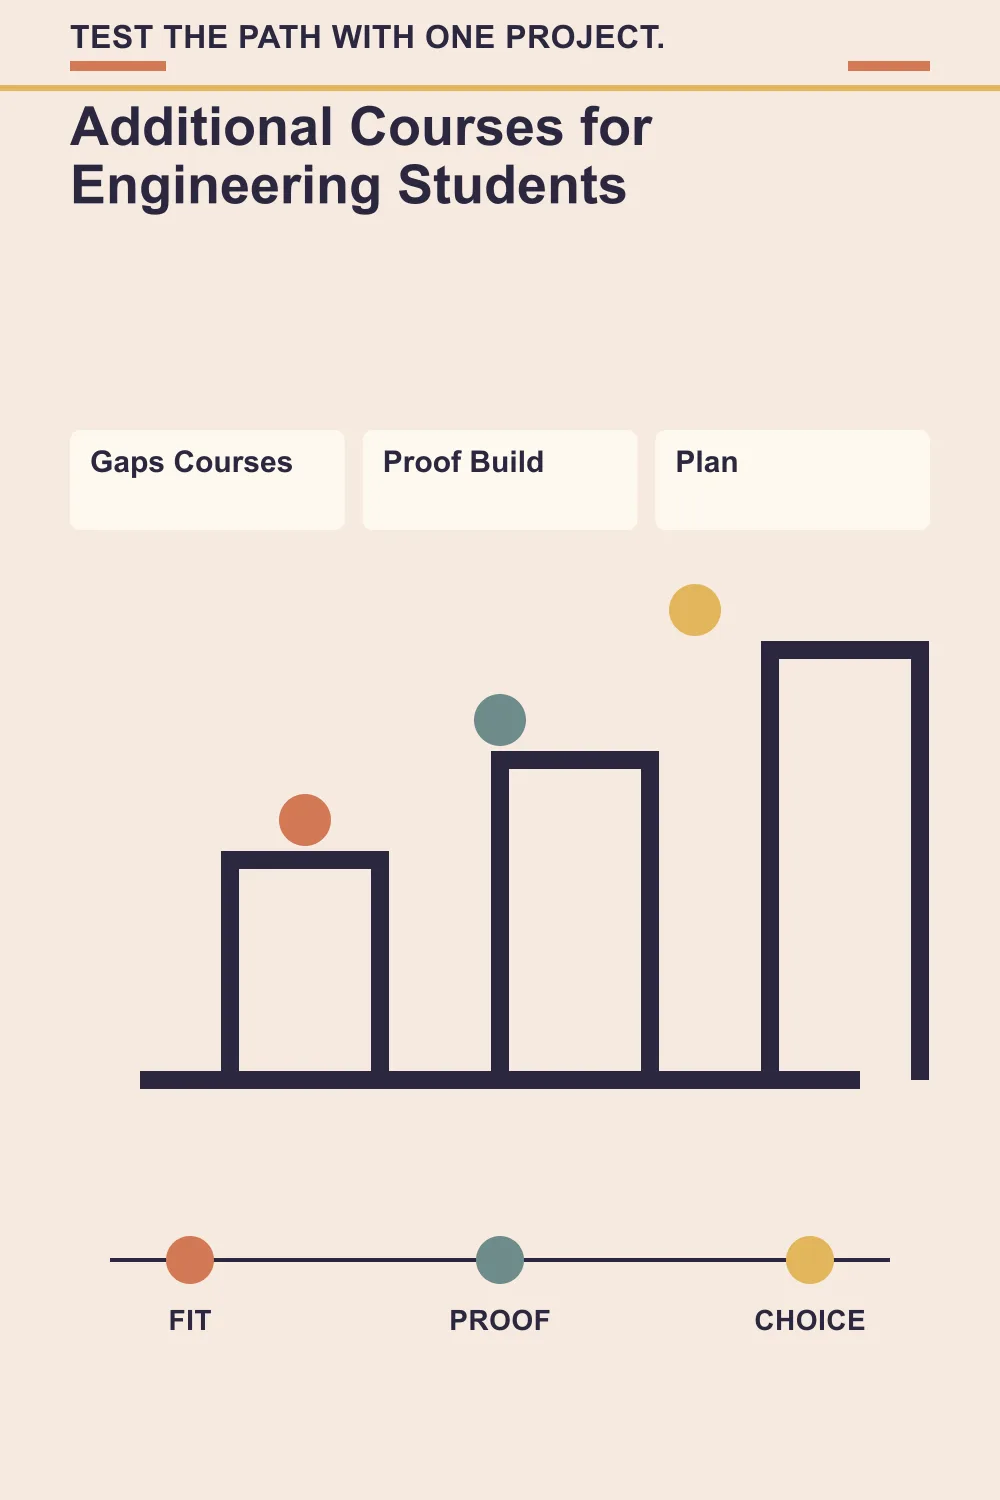 TEST THE PATH WITH ONE PROJECT.
Additional Courses for
Engineering Students
Gaps Courses
Proof Build
Plan
FIT
PROOF
CHOICE